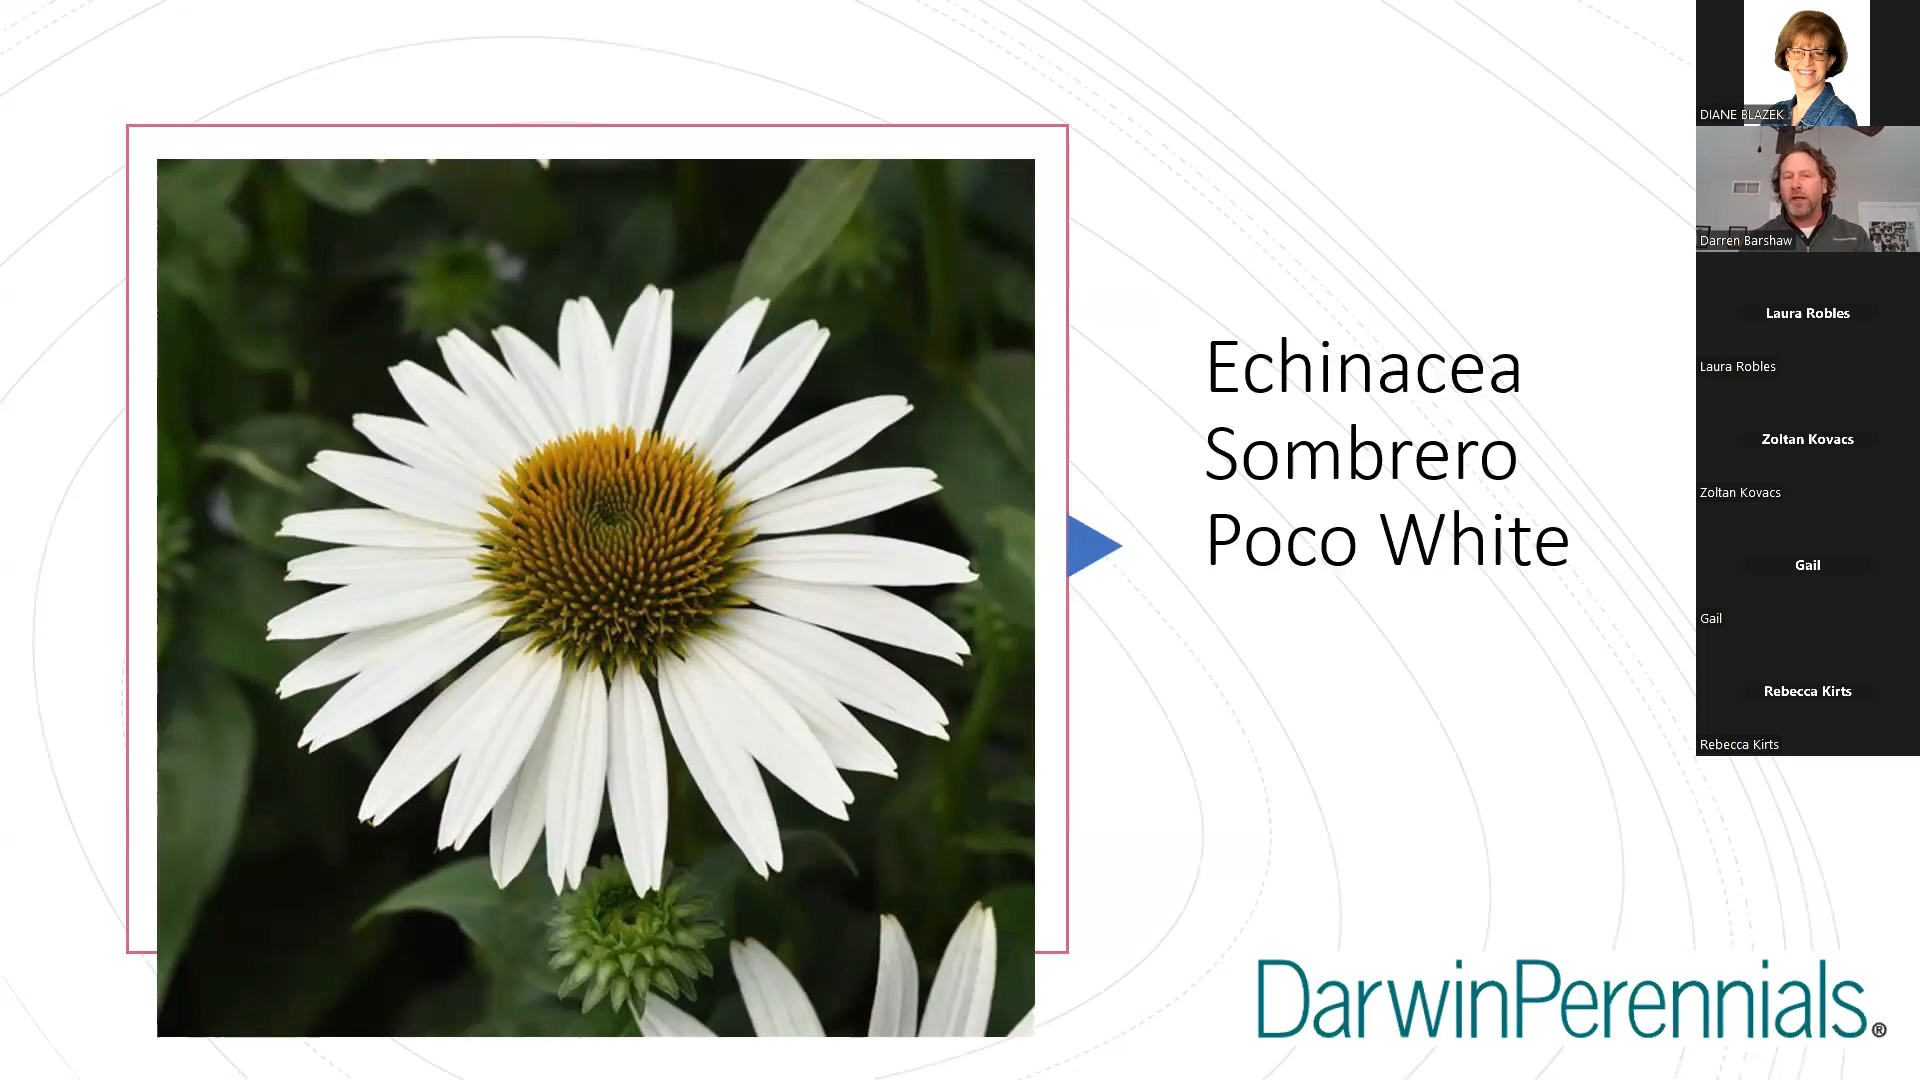 Echinacea
Sombrero
Poco White
DarwinPerennials®
DIANE BLAZEK
Darren Barshaw
Laura Robles
Laura Robles
Zoltan Kovacs
Zoltan Kovacs
Gail
Gail
Rebecca Kirts
Rebecca Kirts